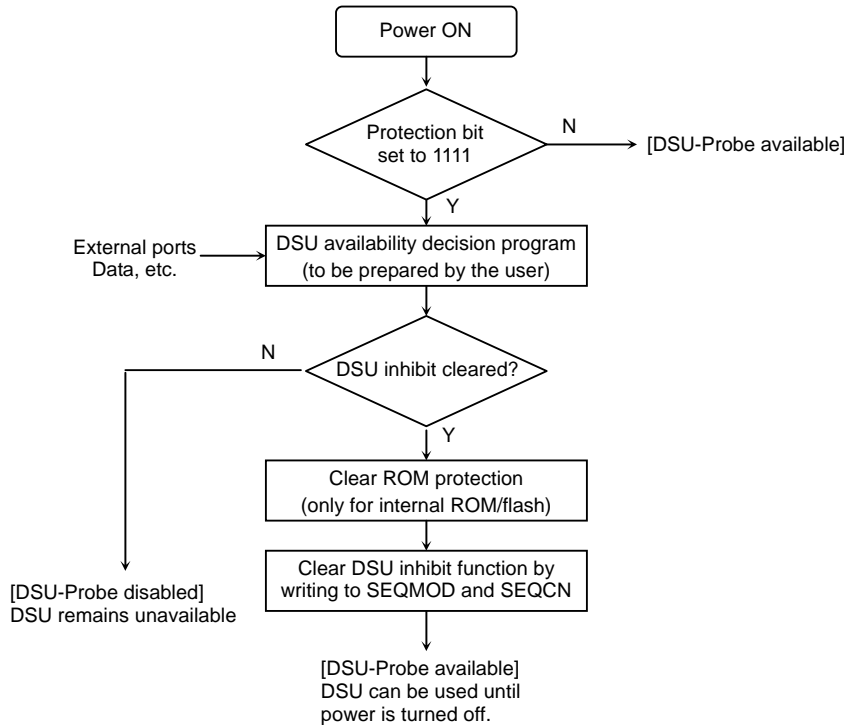 Power ON
Protection bit
set to 1111
N
[DSU-Probe available]
Y
External ports
Data, etc.
DSU availability decision program
(to be prepared by the user)
N
DSU inhibit cleared?
Y
Clear ROM protection
(only for internal ROM/flash)
Clear DSU inhibit function by
writing to SEQMOD and SEQCN
[DSU-Probe disabled]
DSU remains unavailable
[DSU-Probe available]
DSU can be used until
power is turned off.